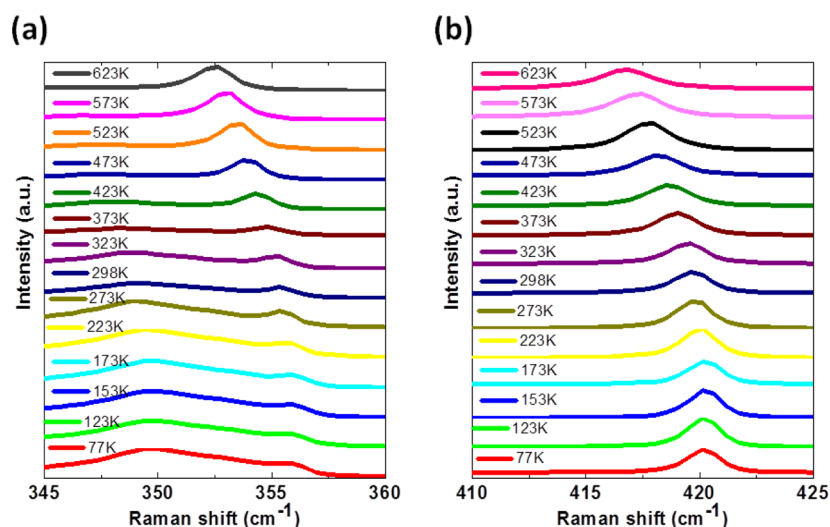 (a)
(b)
Intensity (a.u.)
623K
573K
523K
473K
423K
373K
323K
298K
273K
223K
173K
153K
123K
77K
345 350 355 360
Raman shift (cm⁻¹)
Intensity (a.u.)
623K
573K
523K
473K
423K
373K
323K
298K
273K
223K
173K
153K
123K
77K
410 415 420 425
Raman shift (cm⁻¹)